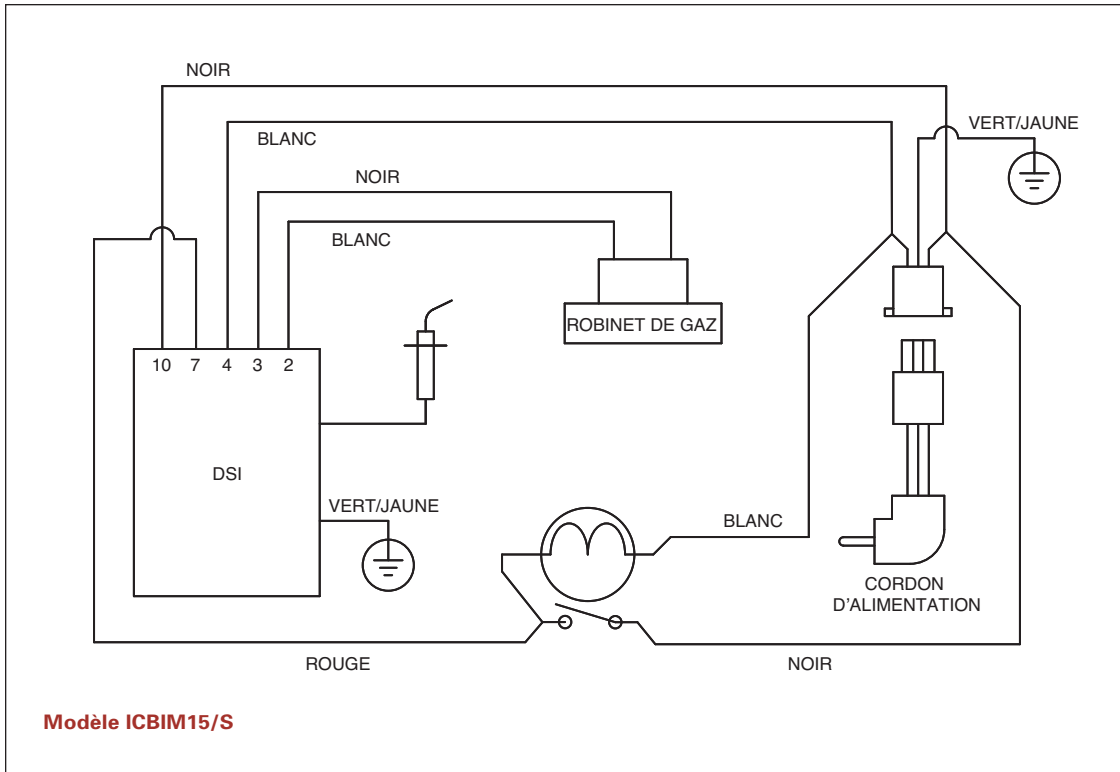 NOIR
BLANC
VERT/JAUNE
NOIR
BLANC
ROBINET DE GAZ
10 7 4 3 2
DSI
VERT/JAUNE
BLANC
CORDON
D'ALIMENTATION
ROUGE
NOIR
Modèle ICBIM15/S